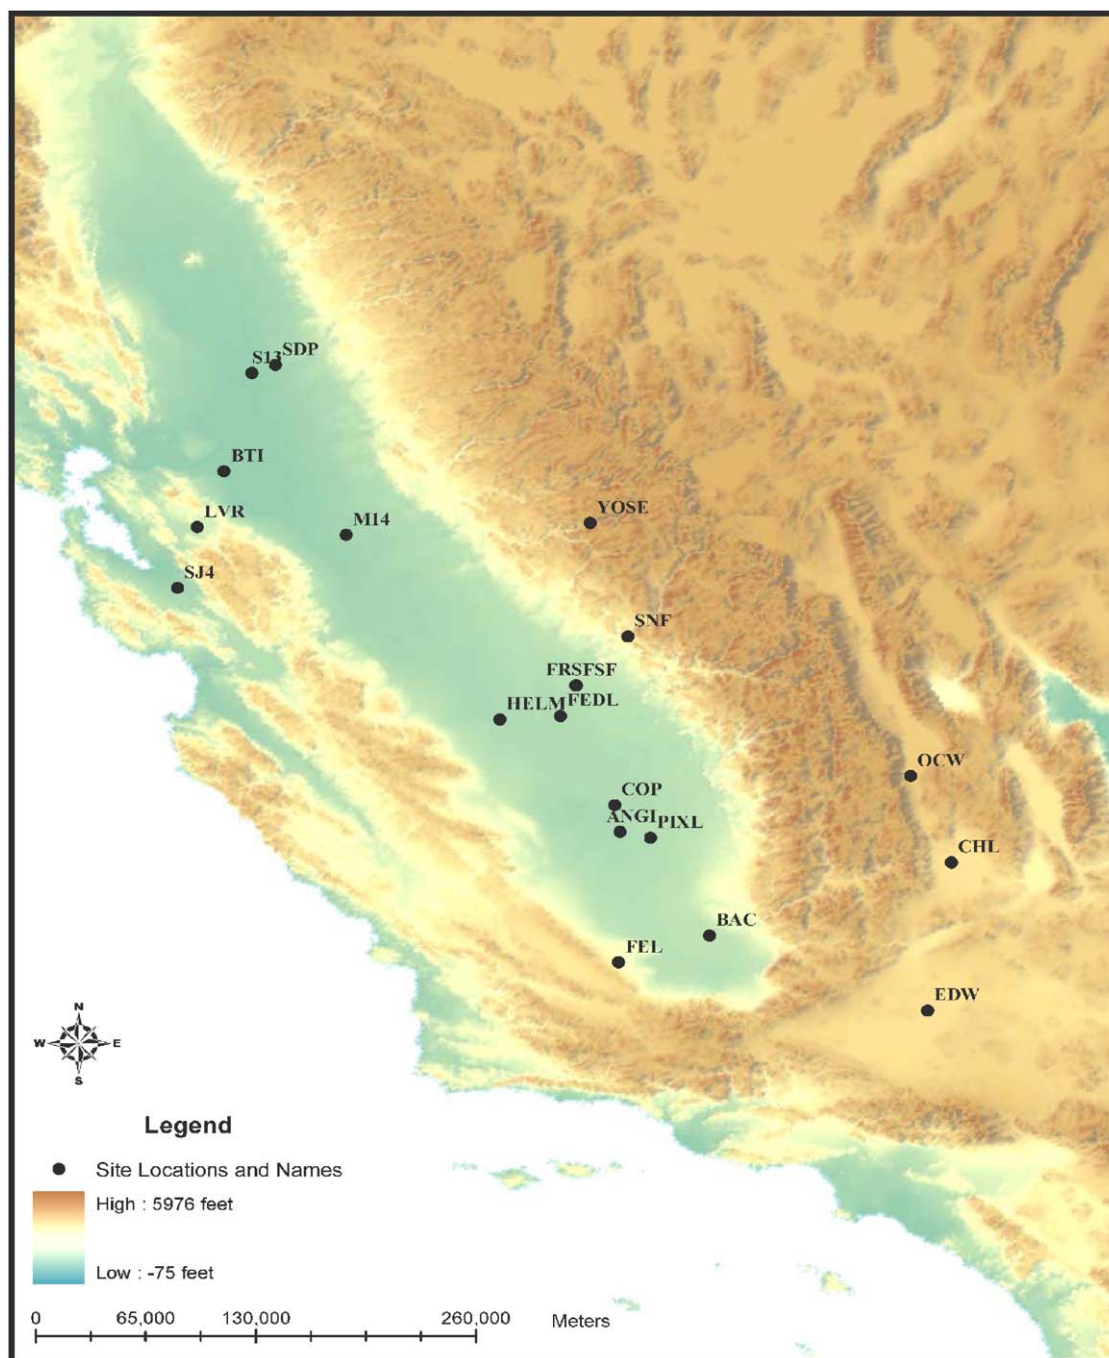 S13
SDP
BTI
LVR
M14
YOSE
SJ4
SNF
FRSFSF
HELM
FEDL
OCW
COP
ANGI
PIXL
CHL
BAC
FEL
EDW
N
W E
S
Legend
Site Locations and Names
High : 5976 feet
Low : -75 feet
0 65,000 130,000 260,000 Meters